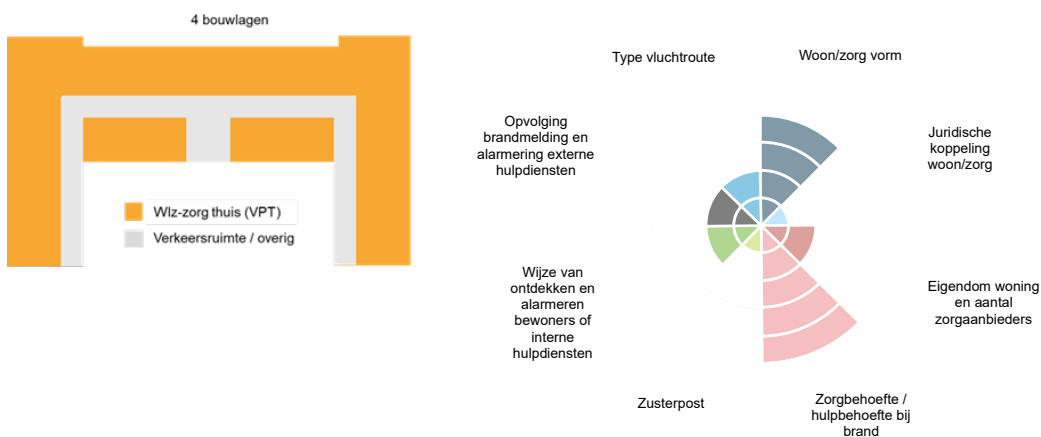 4 bouwlagen
Wlz-zorg thuis (VPT)
Verkeersruimte / overig
Type vluchtroute
Woon/zorg vorm
Opvolging
brandmelding en
alarmering externe
hulpdiensten
Juridische
koppeling
woon/zorg
Wijze van
ontdekken en
alarmeren
bewoners of
interne
hulpdiensten
Eigendom woning
en aantal
zorgaanbieders
Zusterpost
Zorgbehoefte /
hulpbehoefte bij
brand